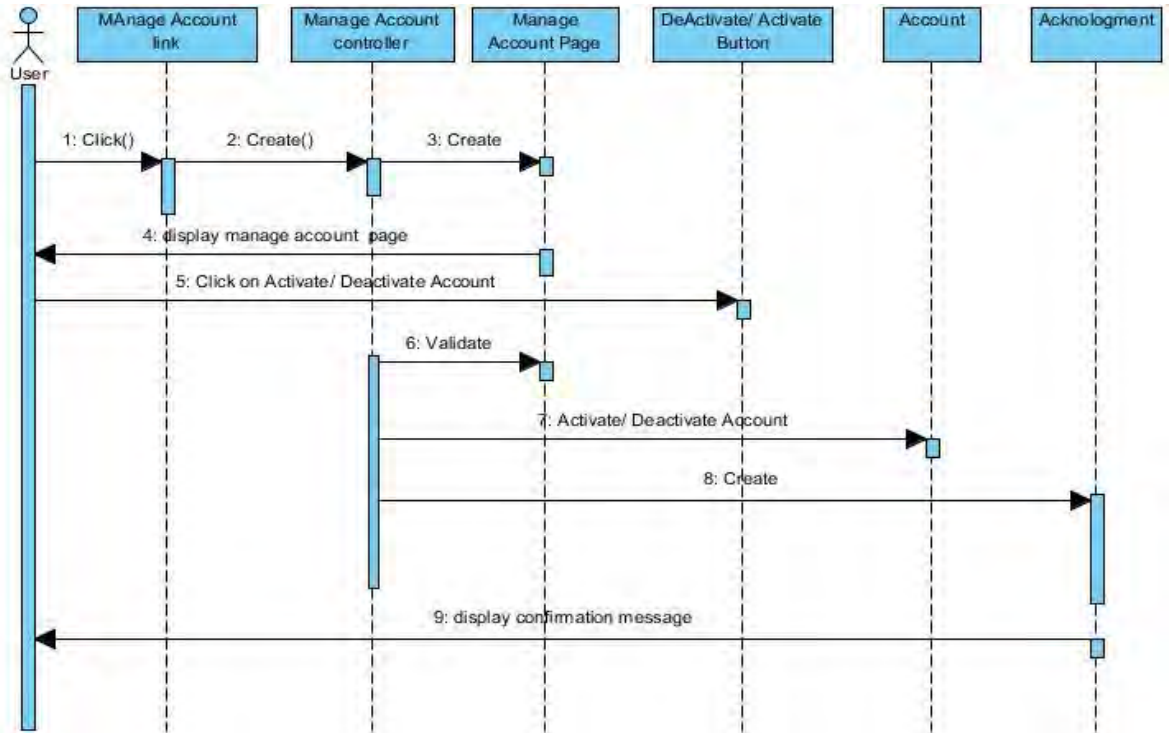 MAnage Account
link
Manage Account
controller
Manage
Account Page
DeActivate/ Activate
Button
Account
Acknologment
User
1: Click()
2: Create()
3: Create
4: display manage account page
5: Click on Activate/ Deactivate Account
6: Validate
7: Activate/ Deactivate Account
8: Create
9: display confirmation message